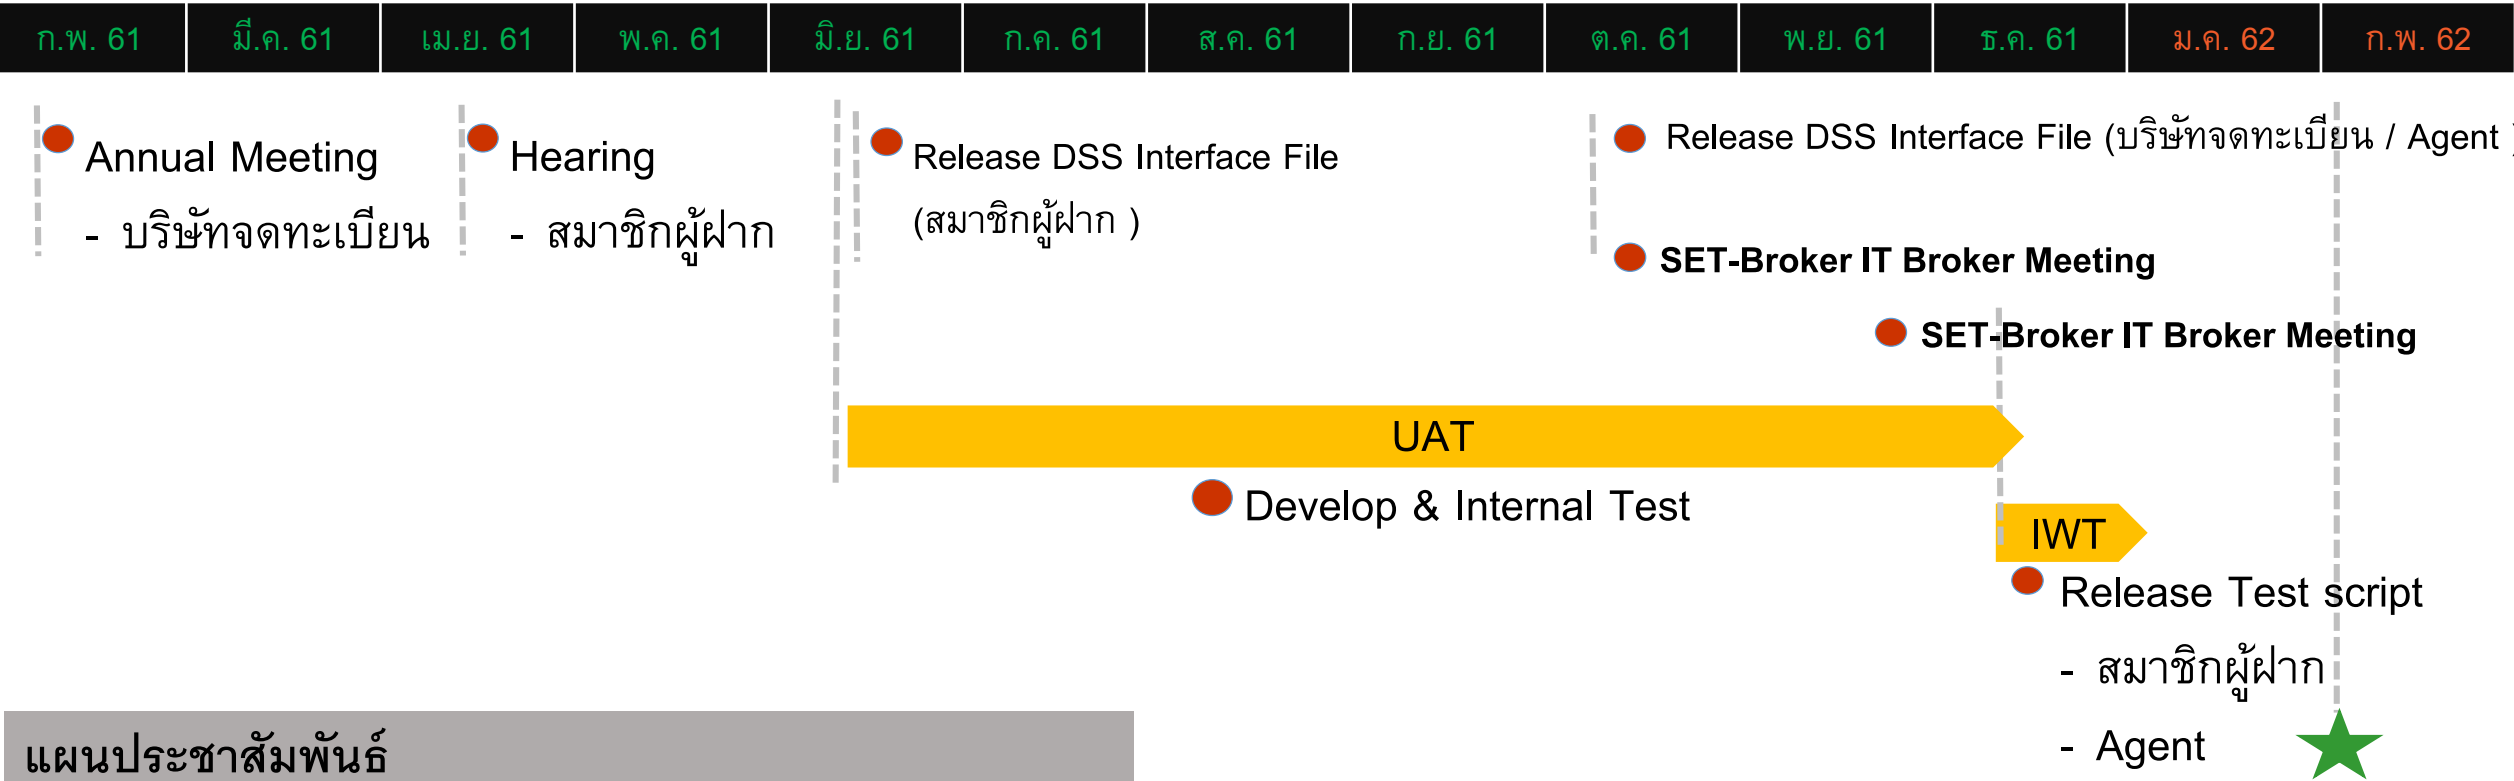 ก.พ. 61 มี.ค. 61 เม.ย. 61 พ.ค. 61 มิ.ย. 61 ก.ค. 61 ส.ค. 61 ก.ย. 61 ต.ค. 61 พ.ย. 61 ธ.ค. 61 ม.ค. 62 ก.พ. 62
Annual Meeting
- บริษัทจดทะเบียน
Hearing
- สมาชิกผู้ฝาก
Release DSS Interface File
(สมาชิกผู้ฝาก )
Release DSS Interface File (บริษัทจดทะเบียน / Agent )
SET-Broker IT Broker Meeting
SET-Broker IT Broker Meeting
UAT
Develop & Internal Test
IWT
Release Test script
- สมาชิกผู้ฝาก
- Agent
แผนประชาสัมพันธ์